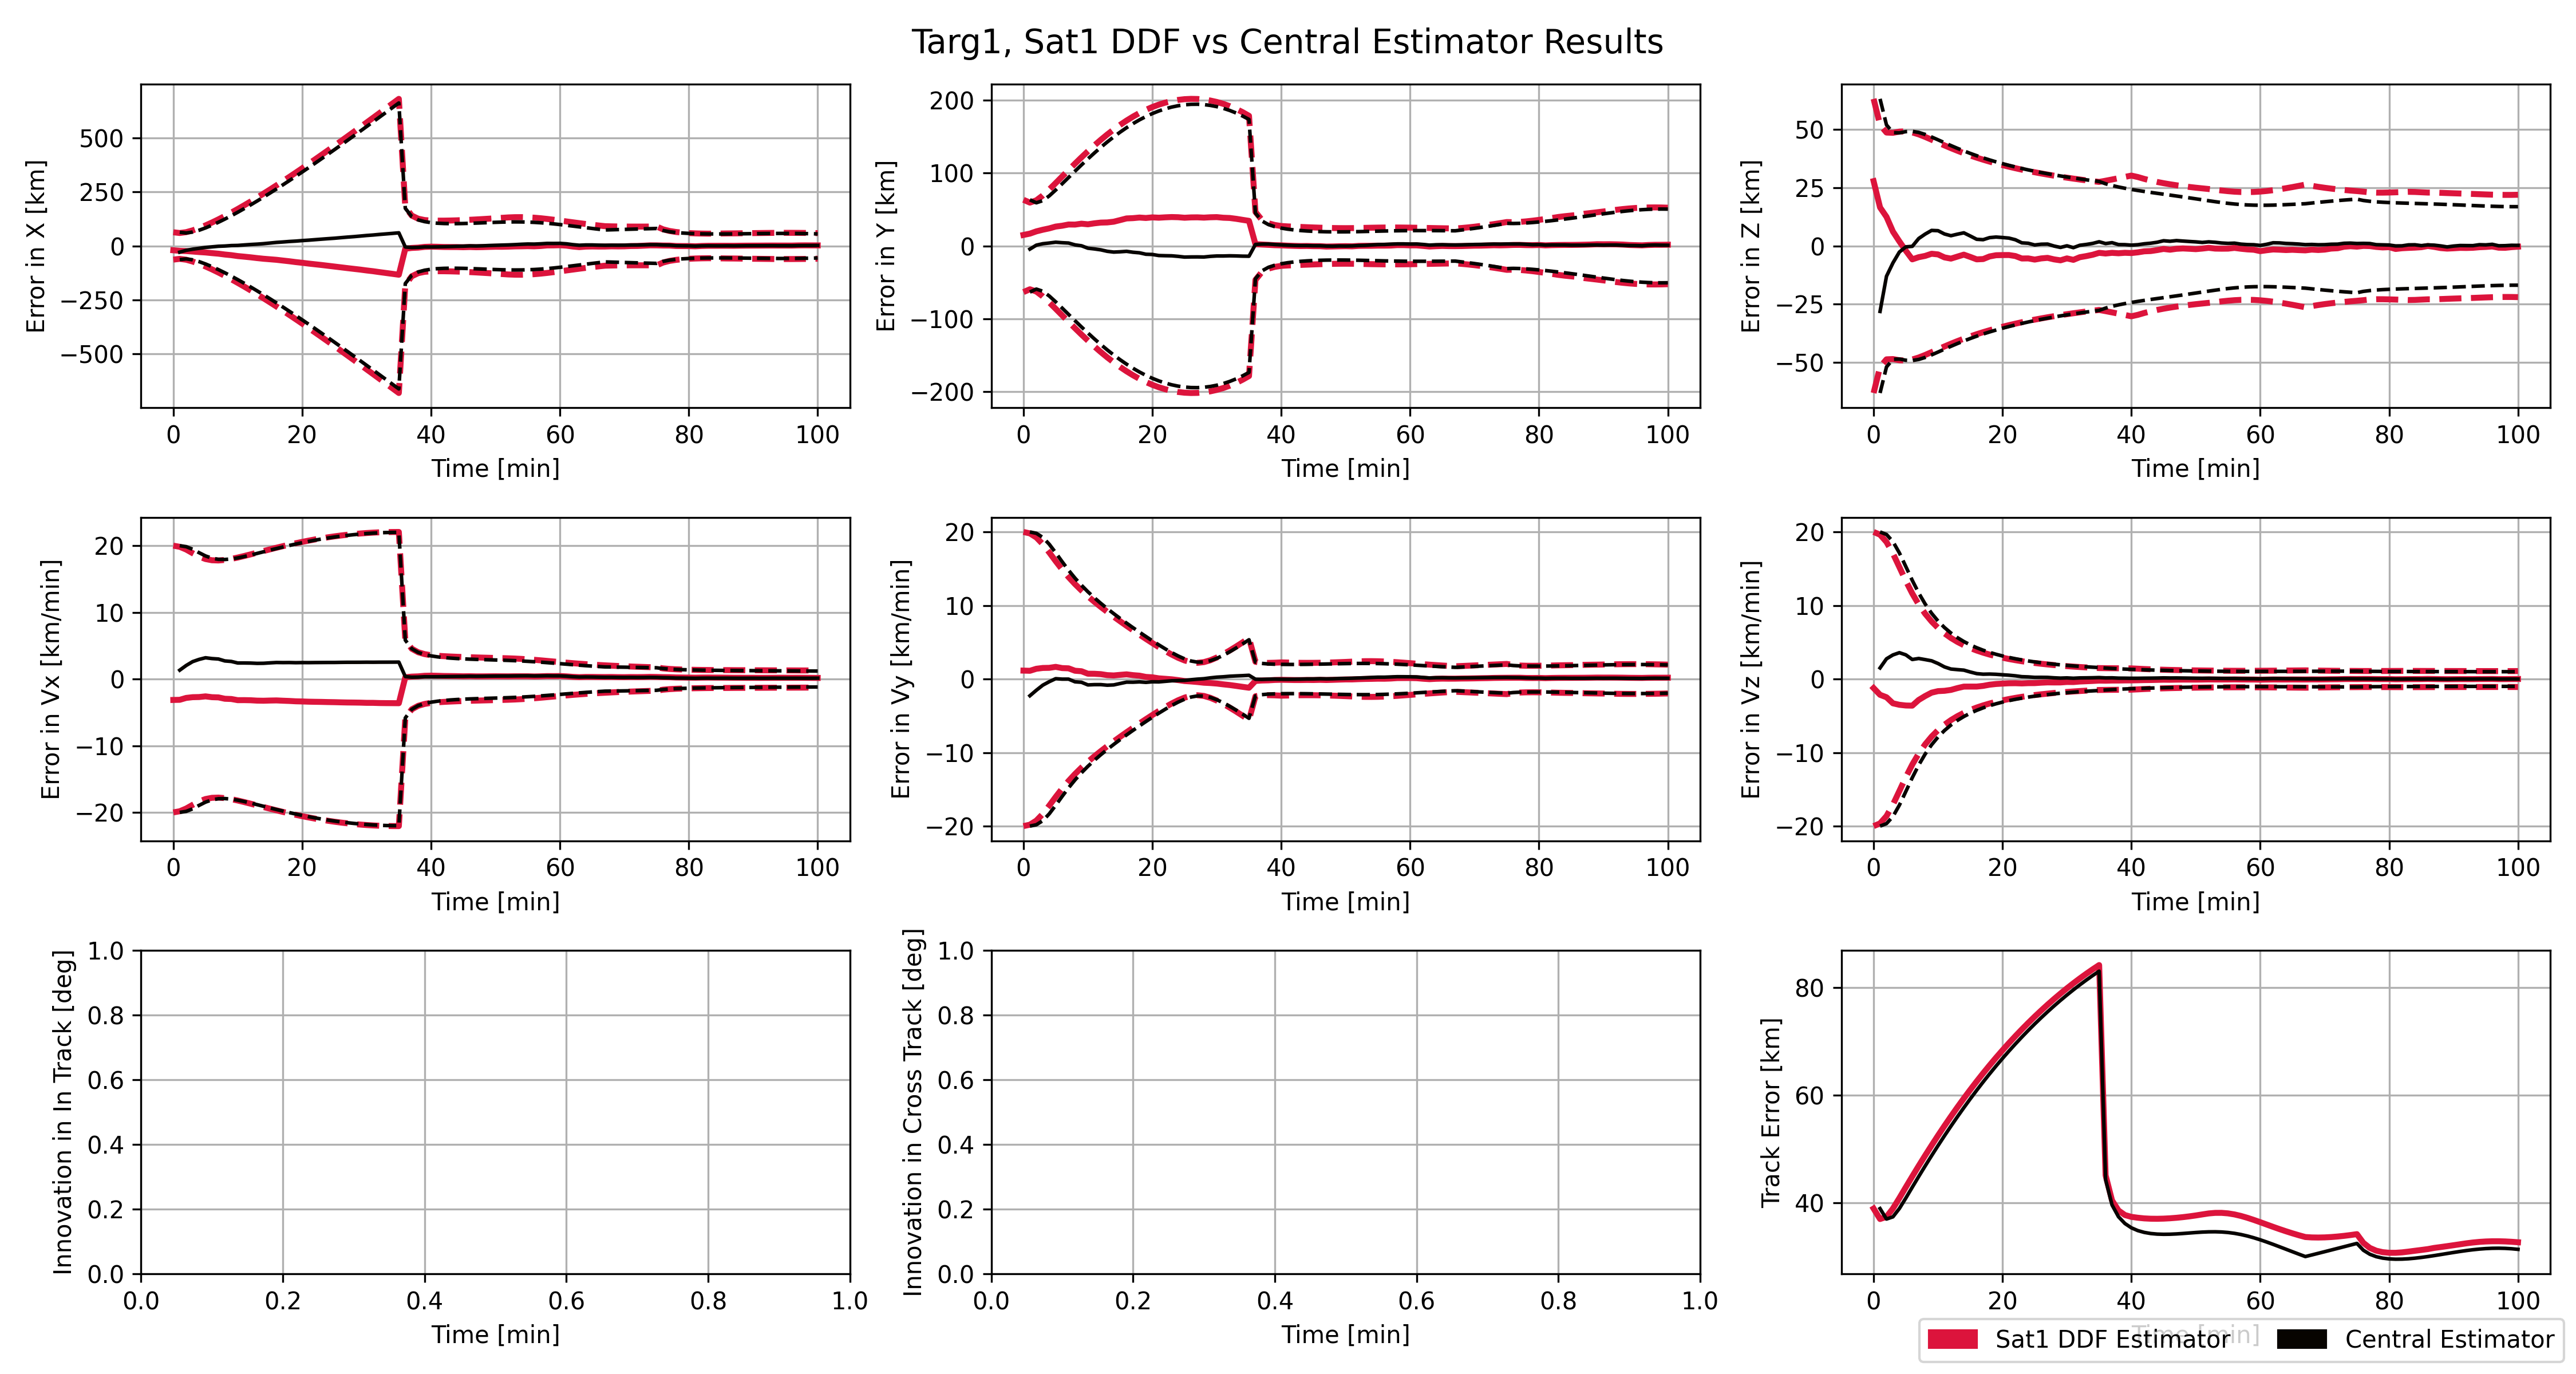 Targ1, Sat1 DDF vs Central Estimator Results
Error in X [km]
500
250
0
−250
−500
0 20 40 60 80 100
Time [min]
Error in Y [km]
200
100
0
−100
−200
0 20 40 60 80 100
Time [min]
Error in Z [km]
50
25
0
−25
−50
0 20 40 60 80 100
Time [min]
Error in Vx [km/min]
20
10
0
−10
−20
0 20 40 60 80 100
Time [min]
Error in Vy [km/min]
20
10
0
−10
−20
0 20 40 60 80 100
Time [min]
Error in Vz [km/min]
20
10
0
−10
−20
0 20 40 60 80 100
Time [min]
Innovation in In Track [deg]
1.0
0.8
0.6
0.4
0.2
0.0
0.0 0.2 0.4 0.6 0.8 1.0
Time [min]
Innovation in Cross Track [deg]
1.0
0.8
0.6
0.4
0.2
0.0
0.0 0.2 0.4 0.6 0.8 1.0
Time [min]
Track Error [km]
80
60
40
0 20 40 60 80 100
Time [min]
Sat1 DDF Estimator
Central Estimator